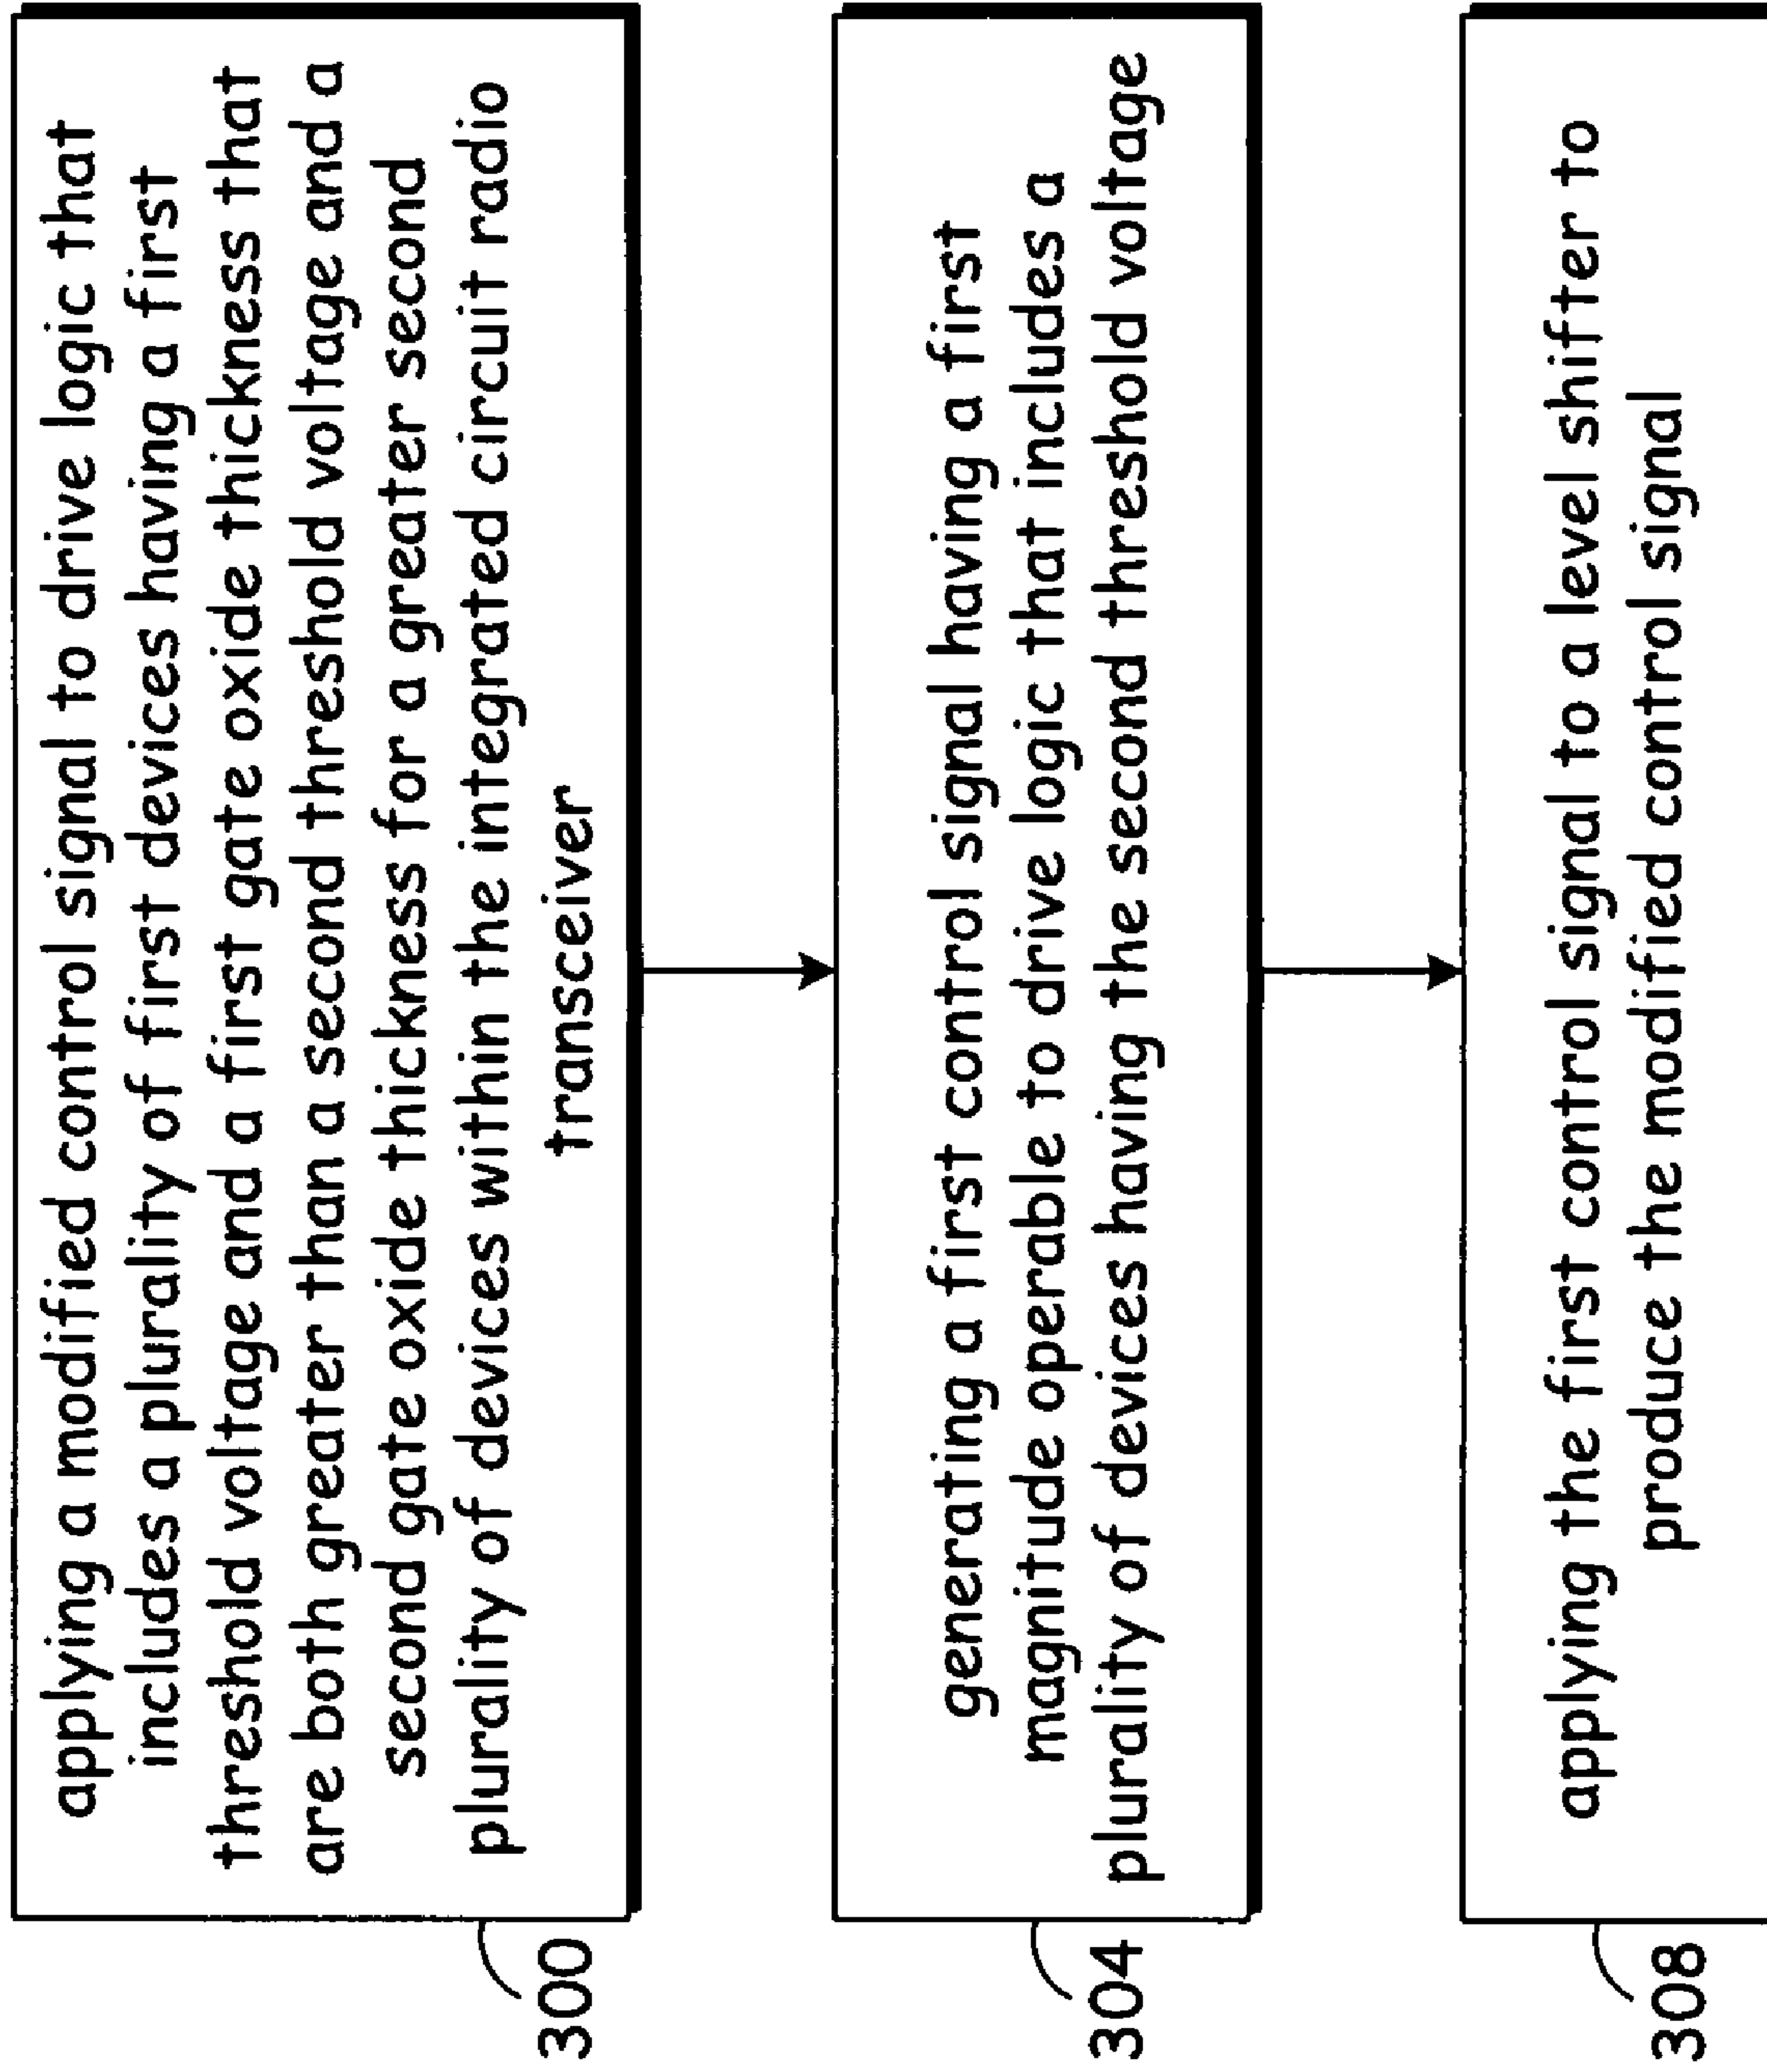 applying a modified control signal to drive logic that
includes a plurality of first devices having a first
threshold voltage and a first gate oxide thickness that
are both greater than a second threshold voltage and a
second gate oxide thickness for a greater second
plurality of devices within the integrated circuit radio
transceiver
300
generating a first control signal having a first
magnitude operable to drive logic that includes a
plurality of devices having the second threshold voltage
304
applying the first control signal to a level shifter to
produce the modified control signal
308